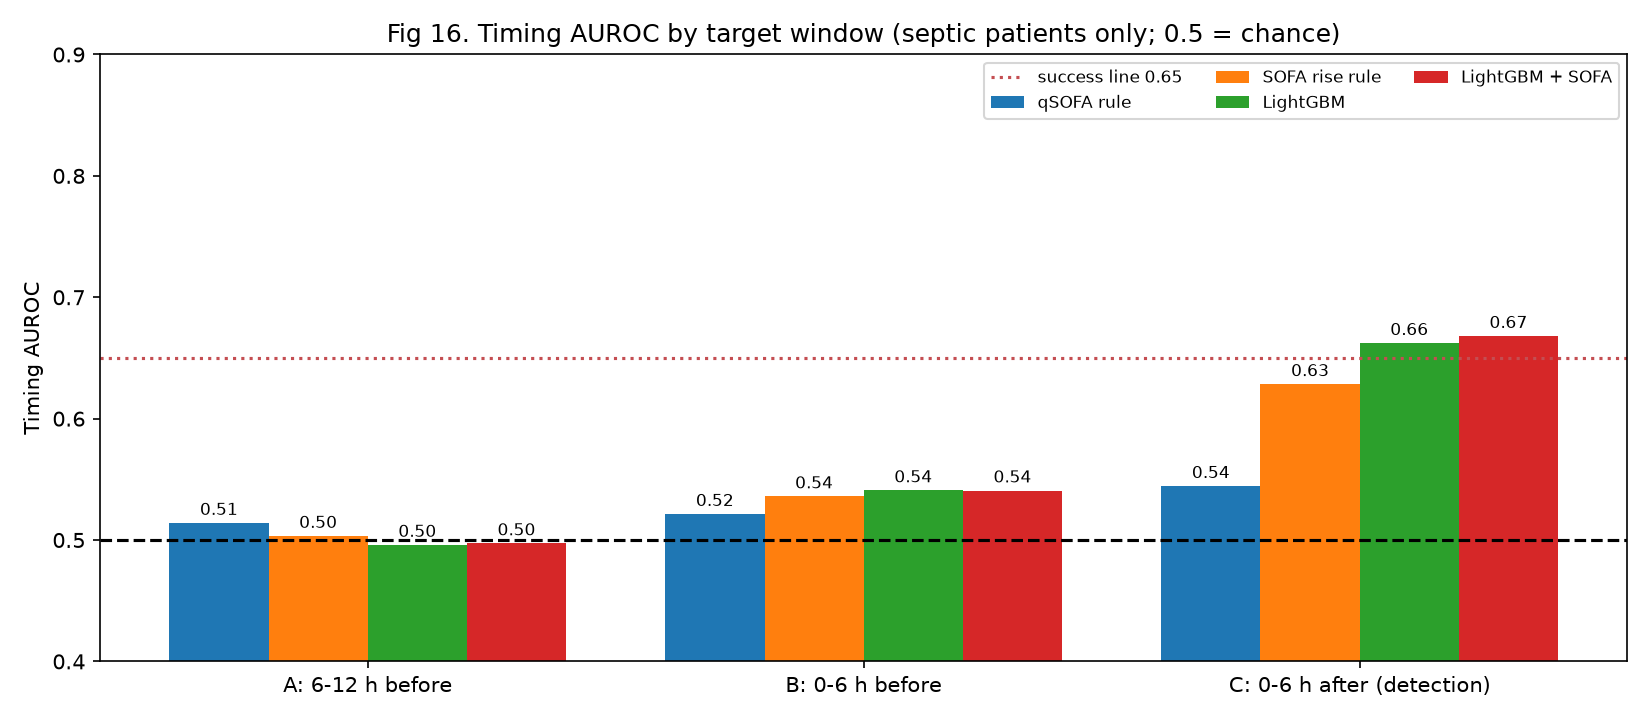 Fig 16. Timing AUROC by target window (septic patients only; 0.5 = chance)
success line 0.65
qSOFA rule
SOFA rise rule
LightGBM
LightGBM + SOFA
Timing AUROC
0.9
0.8
0.7
0.6
0.5
0.4
0.51
0.50
0.50
0.50
0.52
0.54
0.54
0.54
0.54
0.63
0.66
0.67
A: 6-12 h before
B: 0-6 h before
C: 0-6 h after (detection)